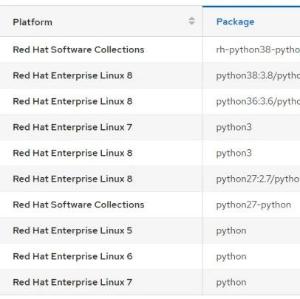 Platform Package
Red Hat Software Collections rh-python38-pytho
Red Hat Enterprise Linux 8 python38:3.8/pytho
Red Hat Enterprise Linux 8 python36:3.6/pytho
Red Hat Enterprise Linux 7 python3
Red Hat Enterprise Linux 8 python3
Red Hat Enterprise Linux 8 python27:2.7/pytho
Red Hat Software Collections python27-python
Red Hat Enterprise Linux 5 python
Red Hat Enterprise Linux 6 python
Red Hat Enterprise Linux 7 python